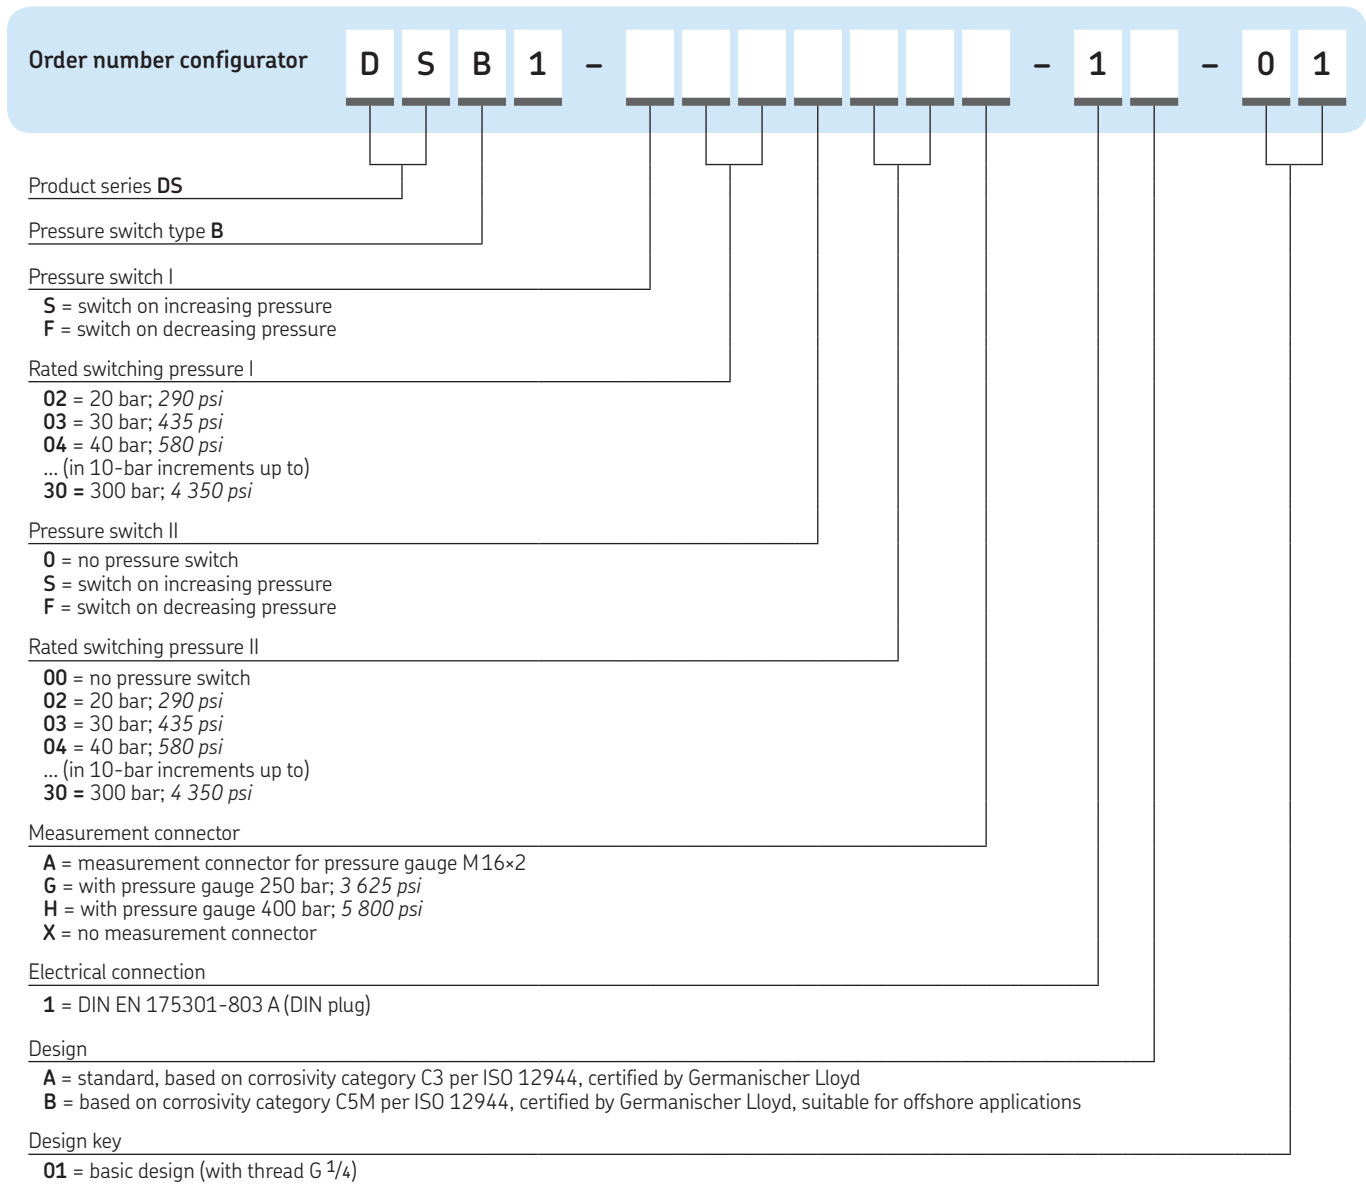 Order number configurator D S B 1 – – 1 – 0 1
Product series DS
Pressure switch type B
Pressure switch I
S = switch on increasing pressure
F = switch on decreasing pressure
Rated switching pressure I
02 = 20 bar; 290 psi
03 = 30 bar; 435 psi
04 = 40 bar; 580 psi
... (in 10-bar increments up to)
30 = 300 bar; 4 350 psi
Pressure switch II
0 = no pressure switch
S = switch on increasing pressure
F = switch on decreasing pressure
Rated switching pressure II
00 = no pressure switch
02 = 20 bar; 290 psi
03 = 30 bar; 435 psi
04 = 40 bar; 580 psi
... (in 10-bar increments up to)
30 = 300 bar; 4 350 psi
Measurement connector
A = measurement connector for pressure gauge M16×2
G = with pressure gauge 250 bar; 3 625 psi
H = with pressure gauge 400 bar; 5 800 psi
X = no measurement connector
Electrical connection
1 = DIN EN 175301-803 A (DIN plug)
Design
A = standard, based on corrosivity category C3 per ISO 12944, certified by Germanischer Lloyd
B = based on corrosivity category C5M per ISO 12944, certified by Germanischer Lloyd, suitable for offshore applications
Design key
01 = basic design (with thread G 1/4)